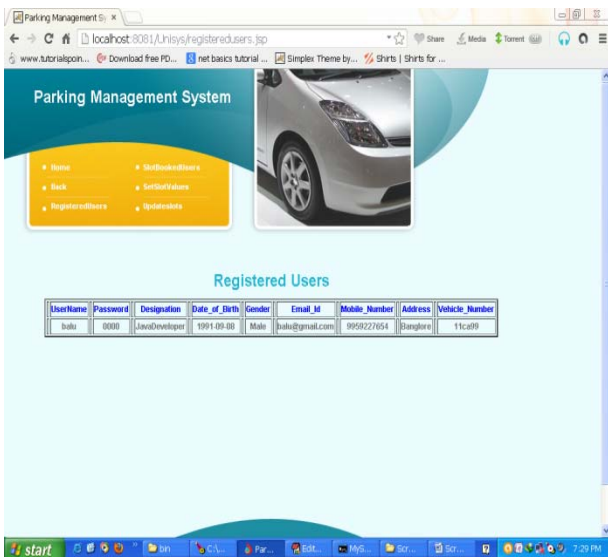 Parking Management Sy
localhost:8081/Unisys/registeredusers.jsp
Share
Media
Torrent
www.tutorialspoin...
Download free PD...
net basics tutorial ...
Simplex Theme by...
Shirts | Shirts for ...
Parking Management System
Home
SlotBookedUsers
Back
SetSlotValues
RegisteredUsers
Updateslots
Registered Users
UserName Password Designation Date_of_Birth Gender Email_Id Mobile_Number Address Vehicle_Number
balu 0000 JavaDeveloper 1991-09-08 Male balu@gmail.com 9959227654 Banglore 11ca99
start
bin
C:\...
Par...
Edit...
MyS...
Scr...
Scr...
7:29 PM